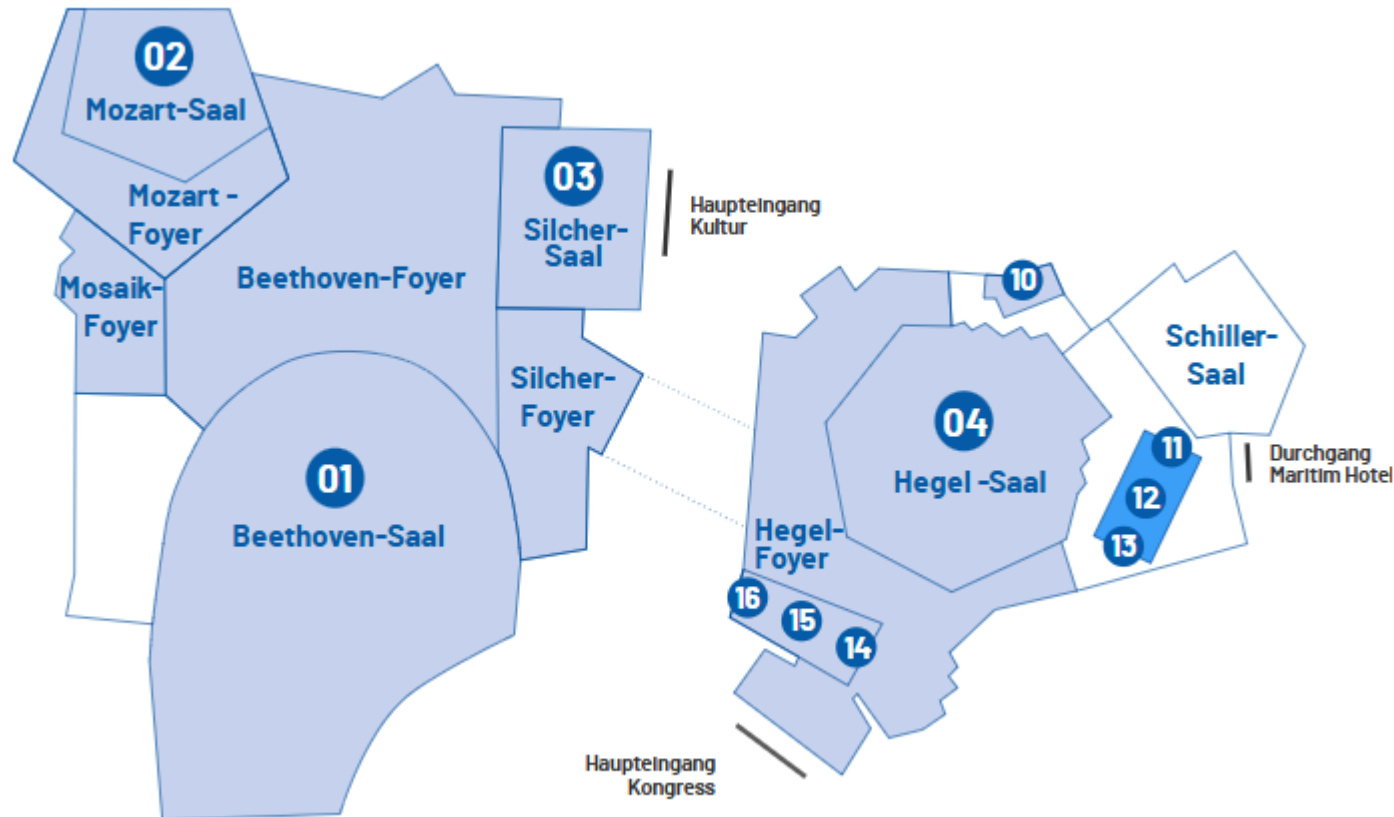 02
Mozart-Saal
Mozart -
Foyer
Mosaik-
Foyer
Beethoven-Foyer
03
Silcher-
Saal
Haupteingang
Kultur
Silcher-
Foyer
01
Beethoven-Saal
10
Schiller-
Saal
04
Hegel -Saal
11
12
13
Durchgang
Maritim Hotel
Hegel-
Foyer
16
15
14
Haupteingang
Kongress